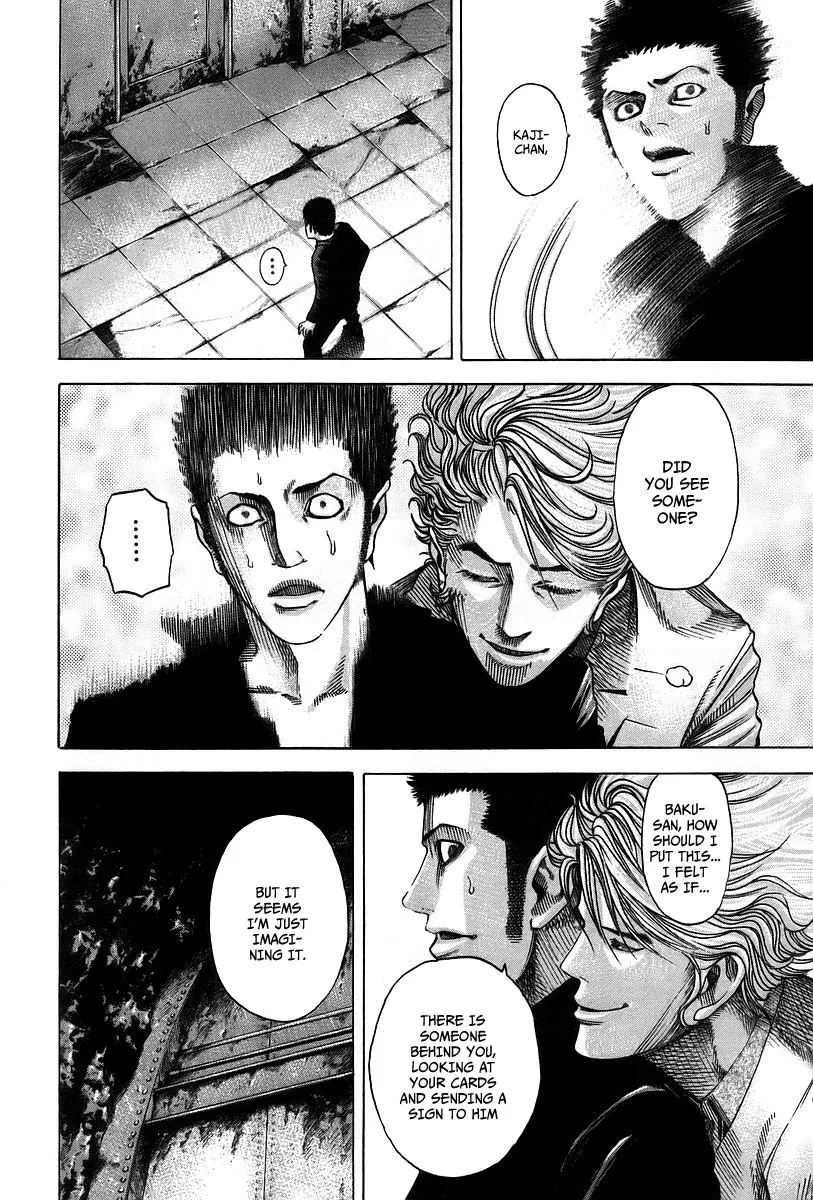 KAJI-
CHAN,
...
DID
YOU SEE
SOME-
ONE?
......
BAKU-
SAN, HOW
SHOULD I
PUT THIS...
I FELT
AS IF...
THERE IS
SOMEONE
BEHIND YOU,
LOOKING AT
YOUR CARDS
AND SENDING A
SIGN TO HIM
BUT IT
SEEMS
I'M JUST
IMAGI-
NING IT.